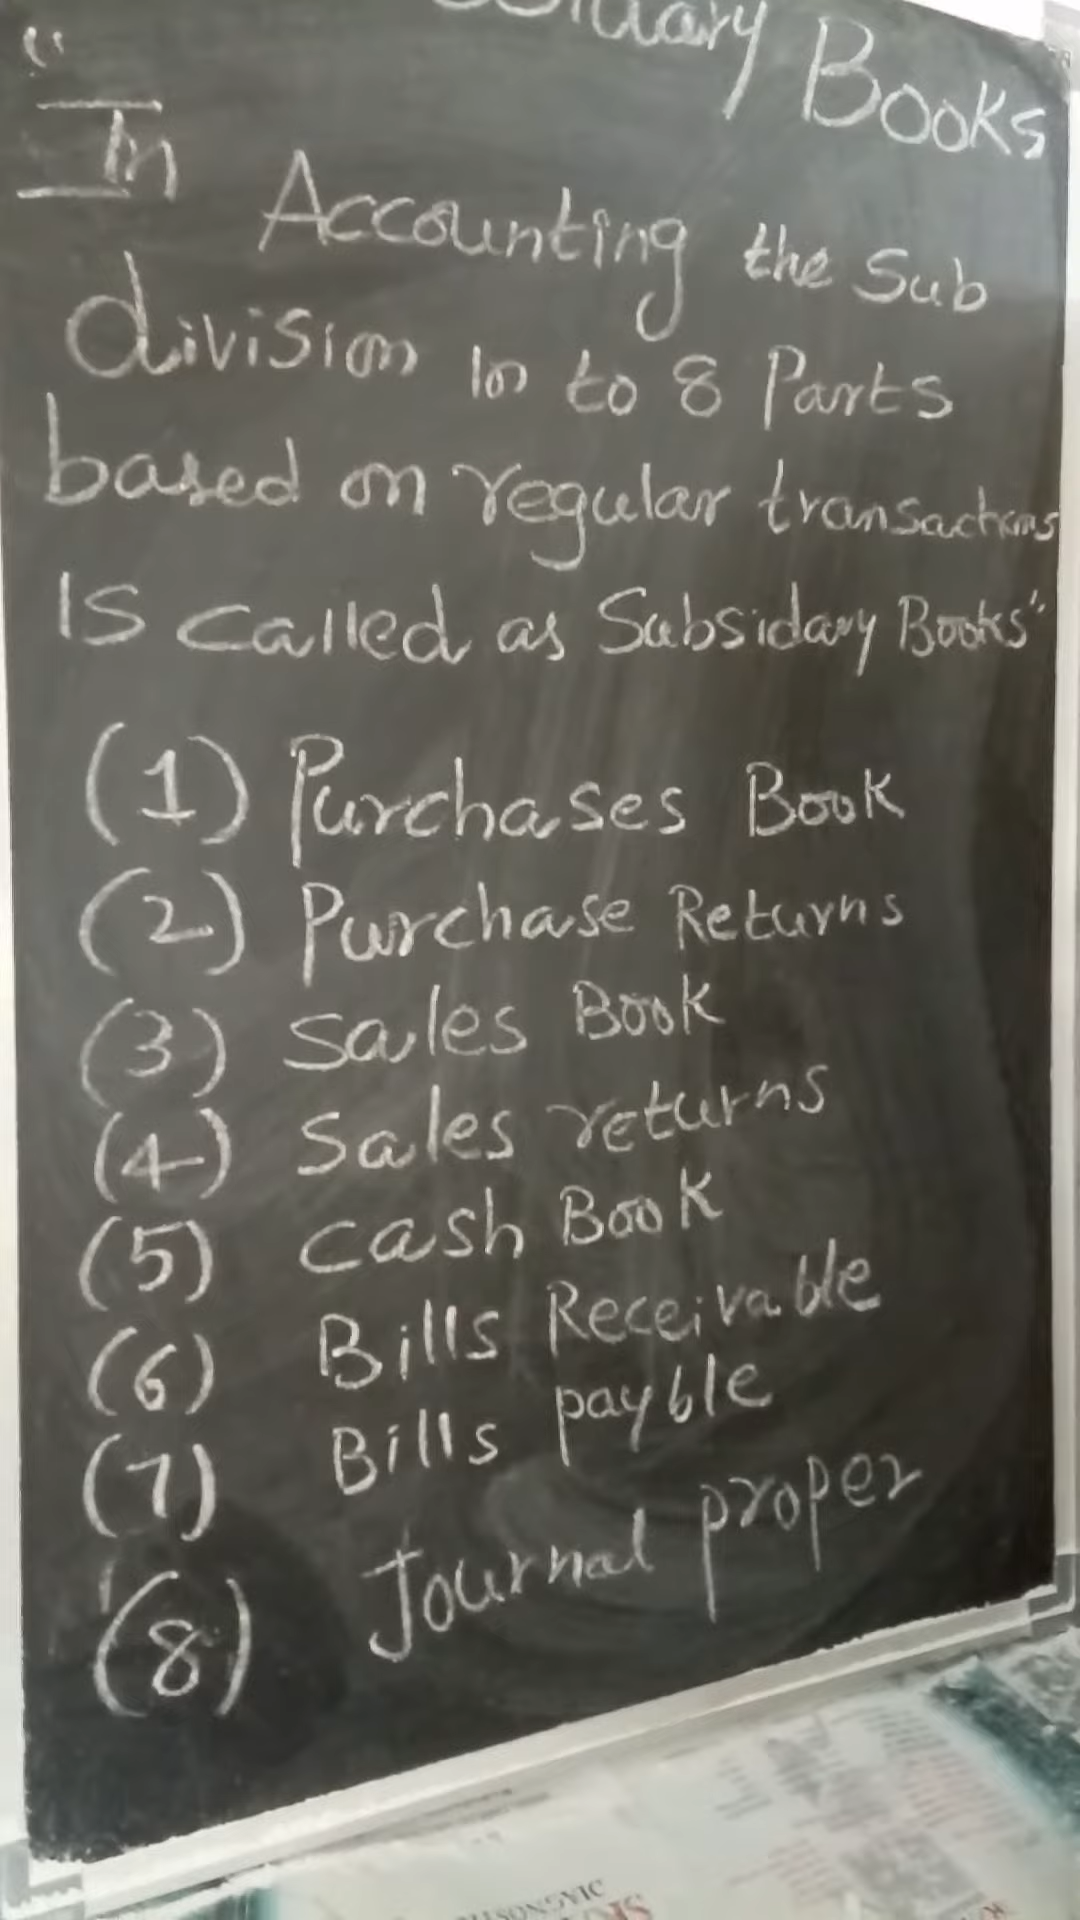 Books
"In Accounting the Sub
division in to 8 Parts
based on regular transactions
is called as Subsidary Books"
(1) Purchases Book
(2) Purchase Returns
(3) Sales Book
(4) Sales returns
(5) Cash Book
(6) Bills Receivable
(7) Bills payble
(8) Journal proper